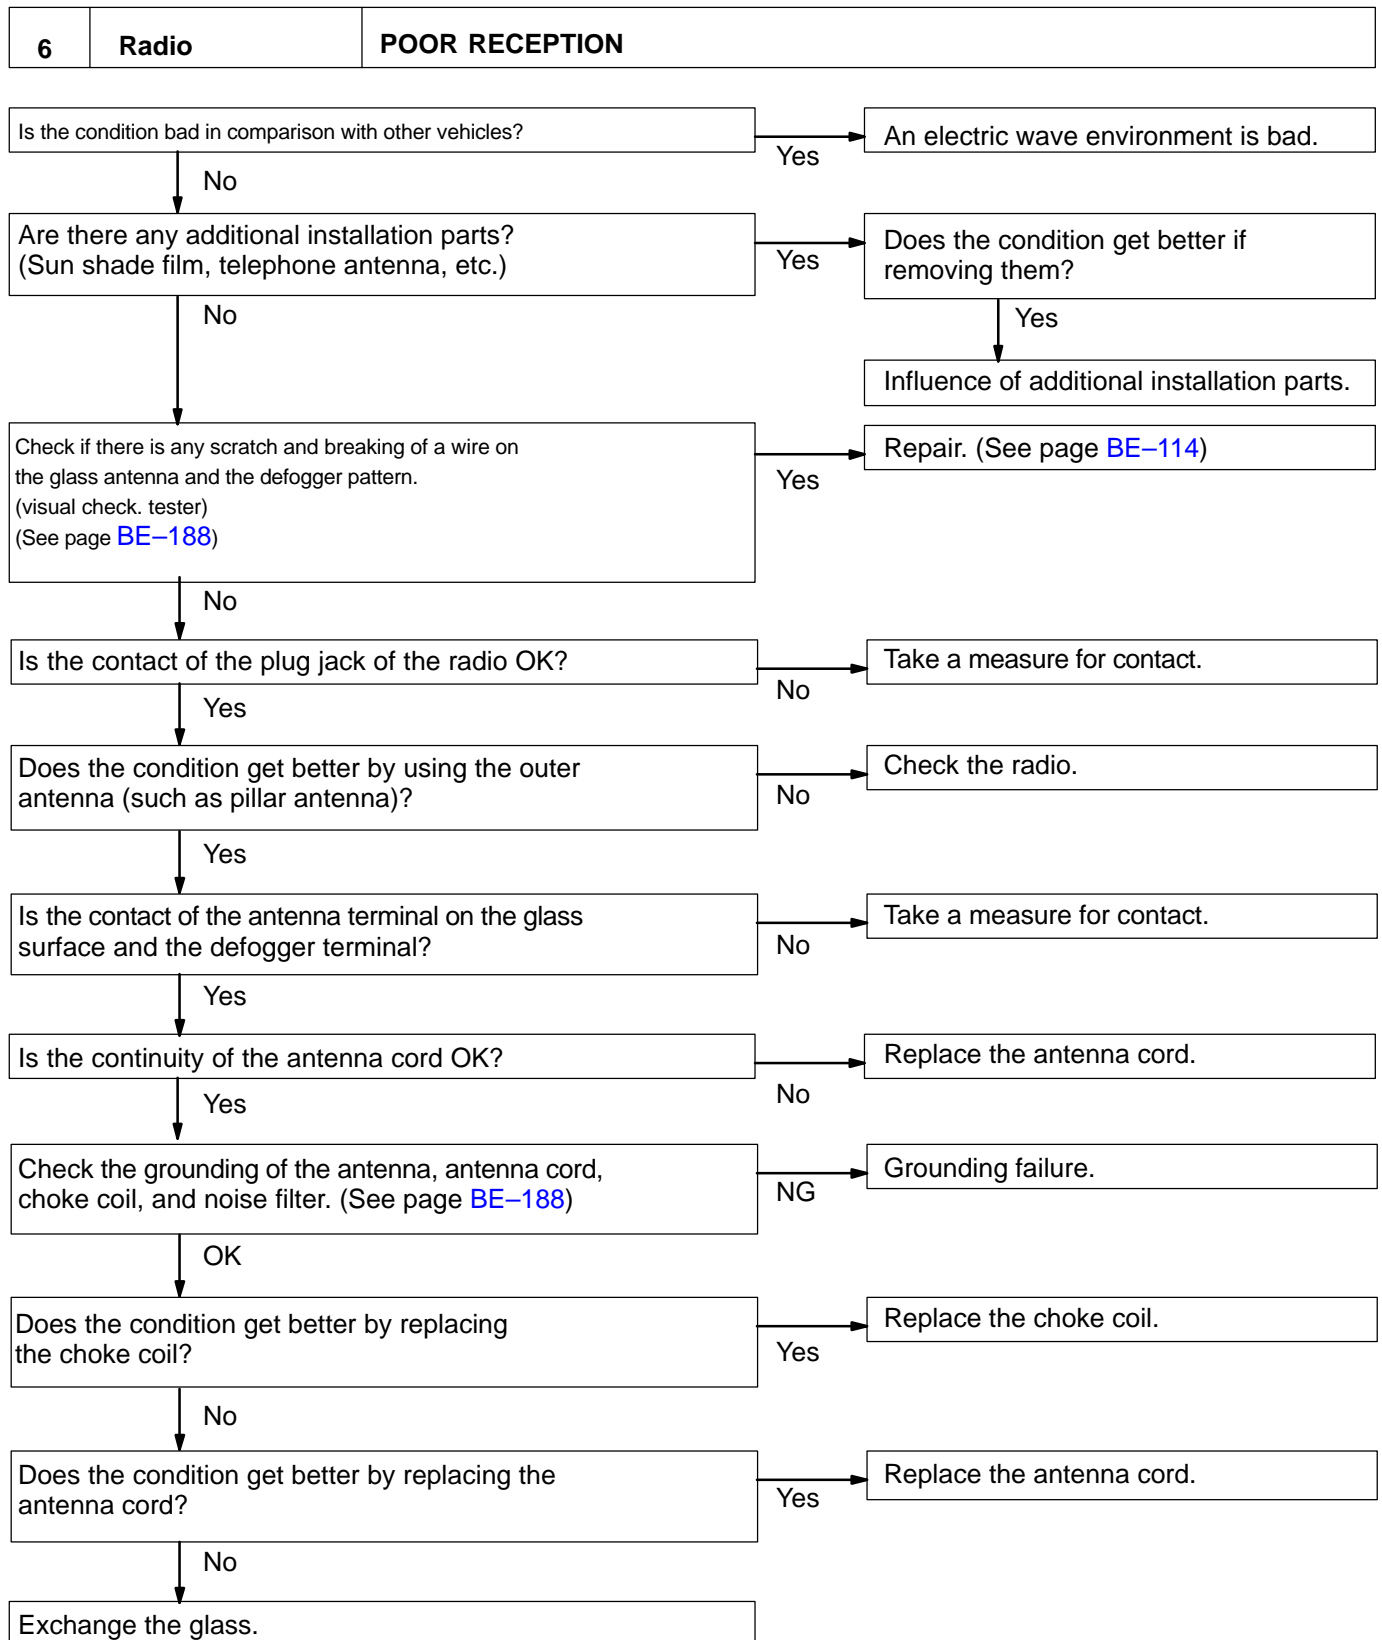 6 Radio POOR RECEPTION
Is the condition bad in comparison with other vehicles?
Yes
An electric wave environment is bad.
No
Are there any additional installation parts?
(Sun shade film, telephone antenna, etc.)
Yes
Does the condition get better if
removing them?
Yes
Influence of additional installation parts.
No
Check if there is any scratch and breaking of a wire on
the glass antenna and the defogger pattern.
(visual check. tester)
(See page BE–188)
Yes
Repair. (See page BE–114)
No
Is the contact of the plug jack of the radio OK?
No
Take a measure for contact.
Yes
Does the condition get better by using the outer
antenna (such as pillar antenna)?
No
Check the radio.
Yes
Is the contact of the antenna terminal on the glass
surface and the defogger terminal?
No
Take a measure for contact.
Yes
Is the continuity of the antenna cord OK?
No
Replace the antenna cord.
Yes
Check the grounding of the antenna, antenna cord,
choke coil, and noise filter. (See page BE–188)
NG
Grounding failure.
OK
Does the condition get better by replacing
the choke coil?
Yes
Replace the choke coil.
No
Does the condition get better by replacing the
antenna cord?
Yes
Replace the antenna cord.
No
Exchange the glass.